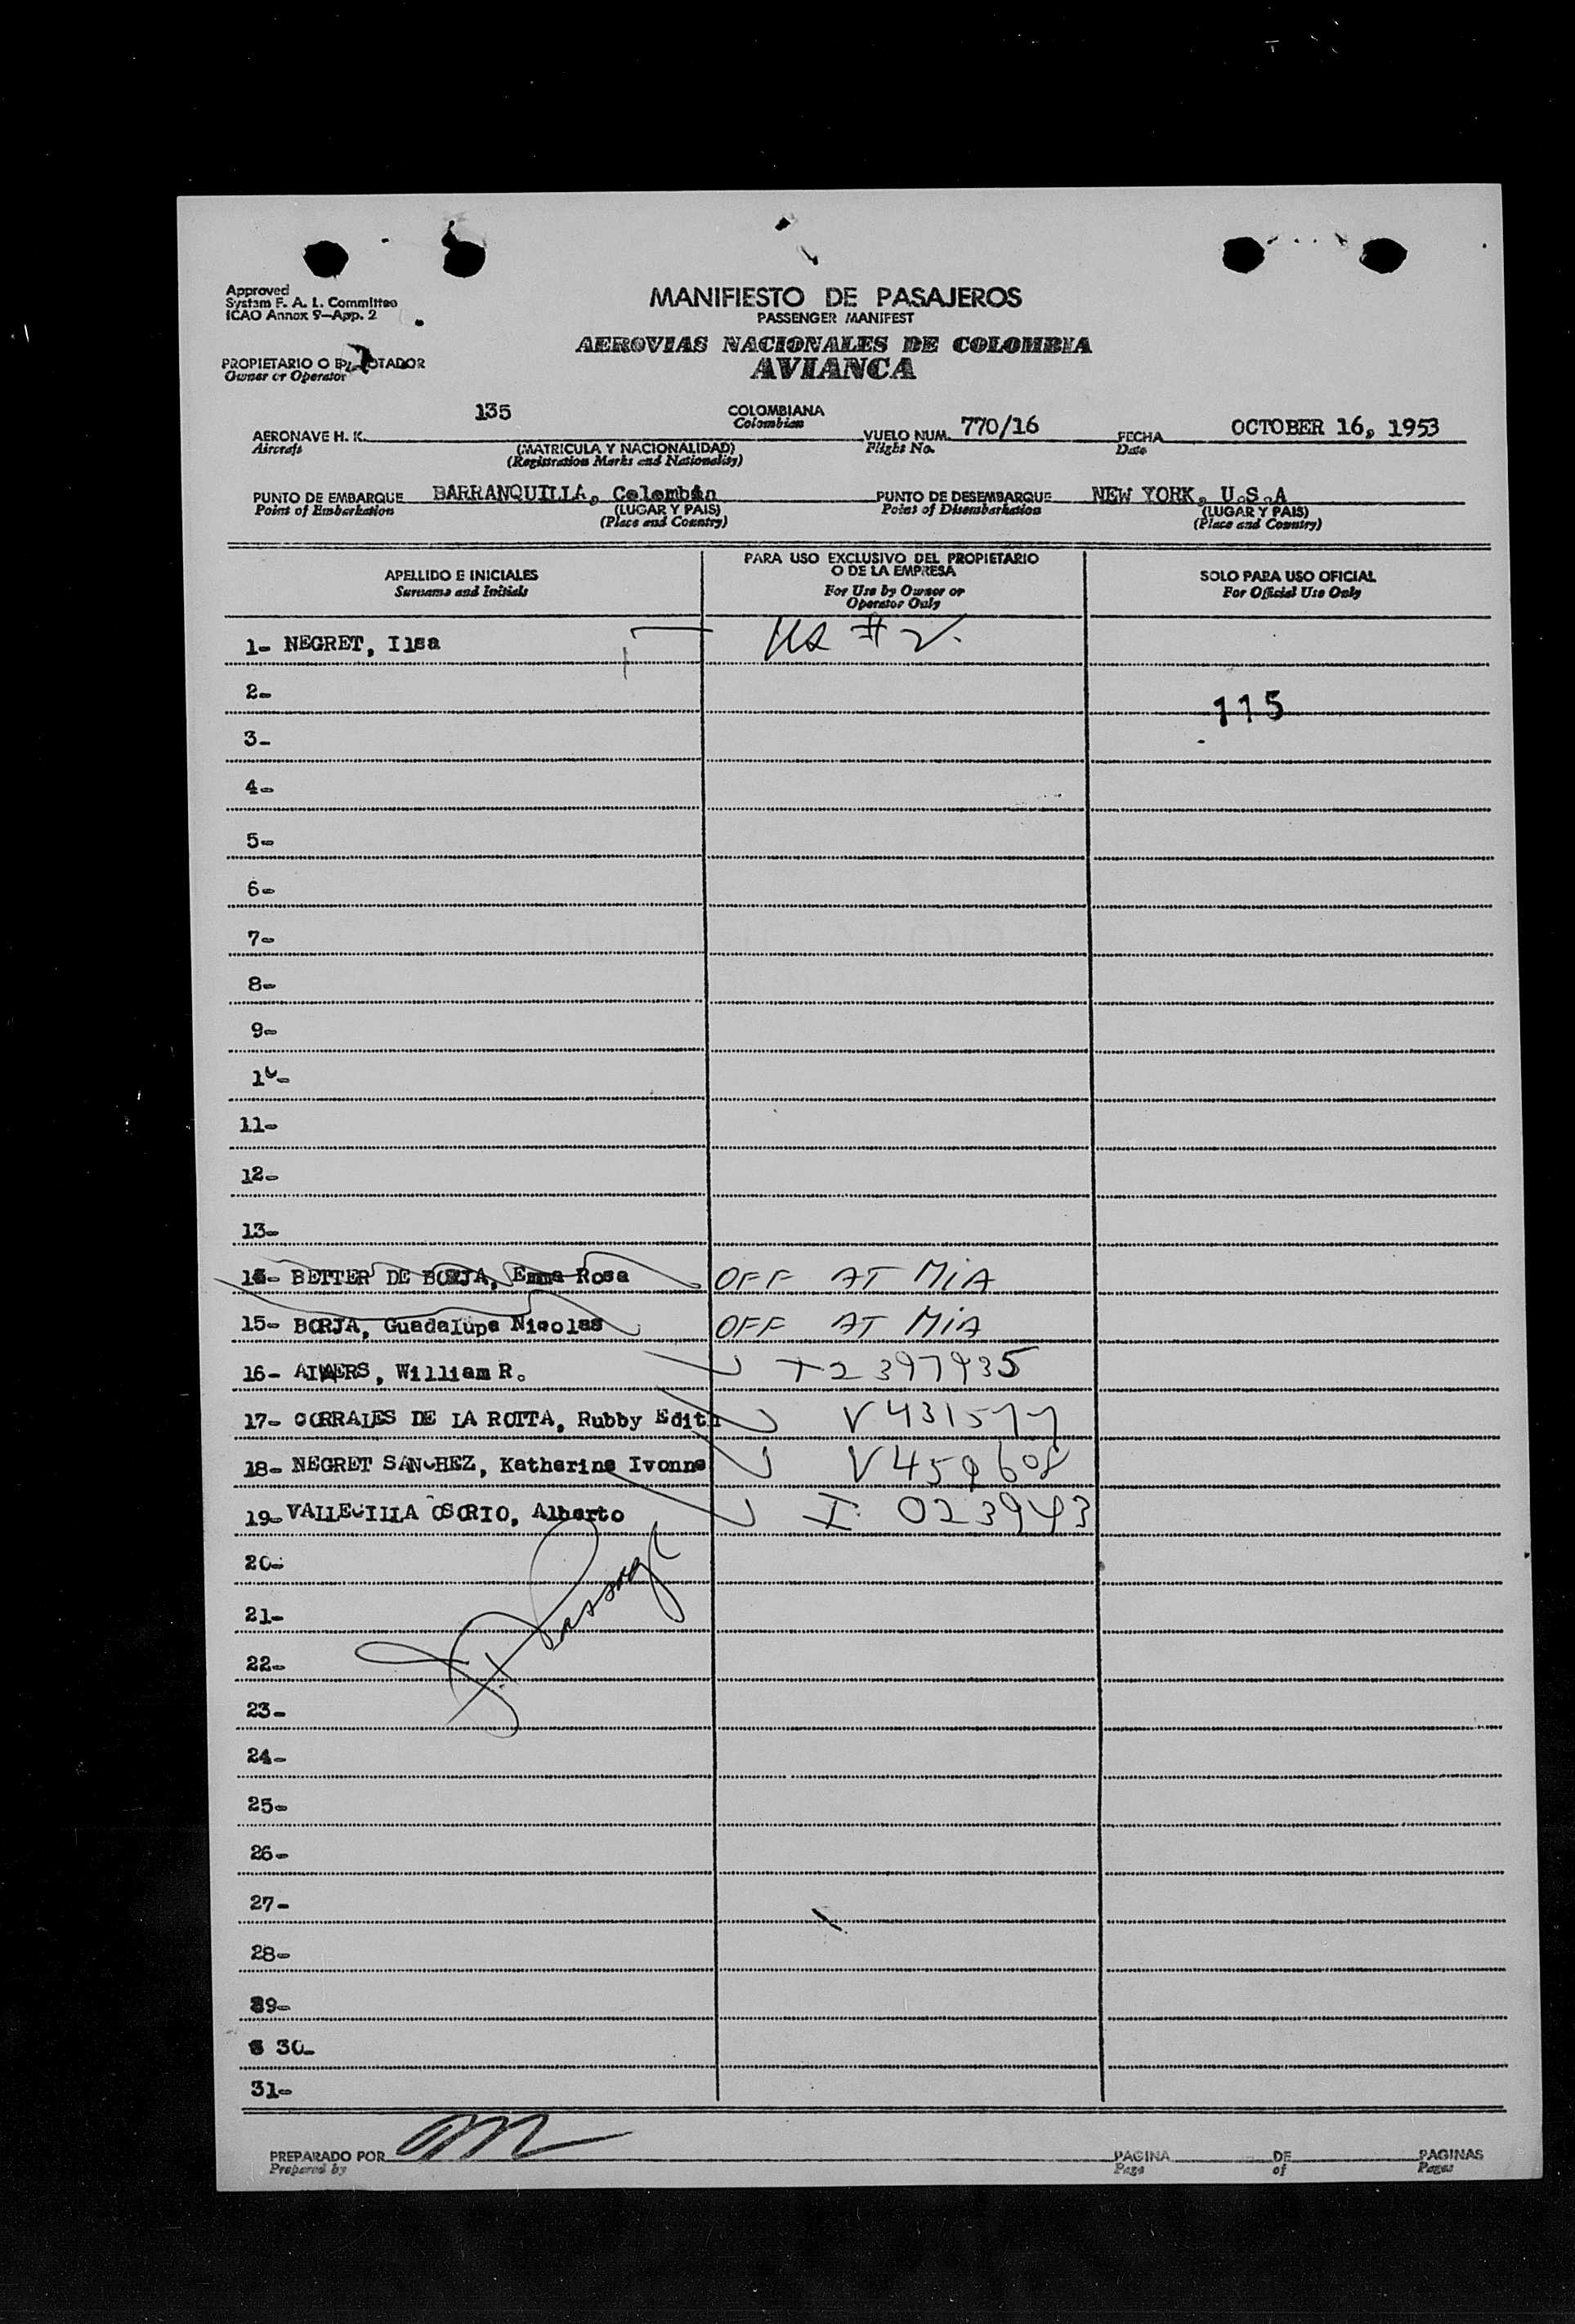 Approved
System F. A. L. Committee
ICAO Annex 9—App. 2
MANIFIESTO DE PASAJEROS
PASSENGER MANIFEST
AEROVIAS NACIONALES DE COLOMBIA
AVIANCA
PROPIETARIO O EXPLOTADOR
Owner or Operator
AERONAVE H. K. 135 COLOMBIANA VUELO NUM. 770/16 FECHA OCTOBER 16, 1953
Aircraft Colombian Flight No. Date
(MATRICULA Y NACIONALIDAD)
(Registration Marks and Nationality)
PUNTO DE EMBARQUE BARRANQUILLA, PUNTO DE DESEMBARQUE NEW YORK, U.S.A
Point of Embarkation (LUGAR Y PAIS) Point of Disembarkation (LUGAR Y PAIS)
(Place and Country) (Place and Country)
APELLIDO E INICIALES PARA USO EXCLUSIVO DEL PROPIETARIO O DE LA EMPRESA SOLO PARA USO OFICIAL
Surname and Initials For Use by Owner or Operator Only For Official Use Only
1- NEGRET, Ilsa # 2
2- 115
3-
4-
5-
6-
7-
8-
9-
10-
11-
12-
13-
BETTER DE BORJA, Emma Rosa OFF AT MIA
15- BORJA, Guadalupe Nicolas OFF AT MIA
16- William R.
17- CORRALES DE LA ROTTA, Rubby Edith
18- NEGRET SANCHEZ, Katherine Ivonne
19- VALLECILLA OSORIO, Alberto 023943
20-
21-
22-
23-
24-
25-
26-
27-
28-
29-
30-
31-
PREPARADO POR PAGINA DE PAGINAS
Prepared by Page of Pages